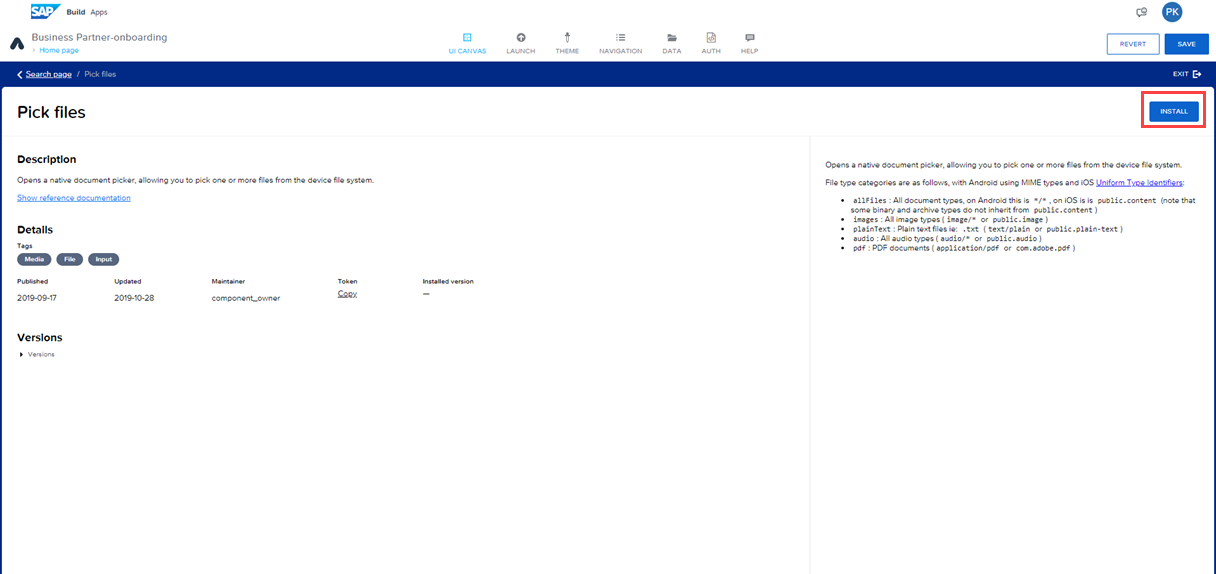 SAP Build Apps
PK
Business Partner-onboarding
‹ Home page
UI CANVAS LAUNCH THEME NAVIGATION DATA AUTH HELP
REVERT SAVE
Search page / Pick files
EXIT
Pick files
INSTALL
Description
Opens a native document picker, allowing you to pick one or more files from the device file system.
Show reference documentation
Details
Tags
Media File Input
Published Updated Maintainer Token Installed version
2019-09-17 2019-10-28 component_owner Copy —
Versions
Versions
Opens a native document picker, allowing you to pick one or more files from the device file system.
File type categories are as follows, with Android using MIME types and iOS Uniform Type Identifiers:
• allFiles : All document types, on Android this is */* , on iOS is is public.content (note that
some binary and archive types do not inherit from public.content )
• images : All image types ( image/* or public.image )
• plainText : Plain text files ie: .txt ( text/plain or public.plain-text )
• audio : All audio types ( audio/* or public.audio )
• pdf : PDF documents ( application/pdf or com.adobe.pdf )